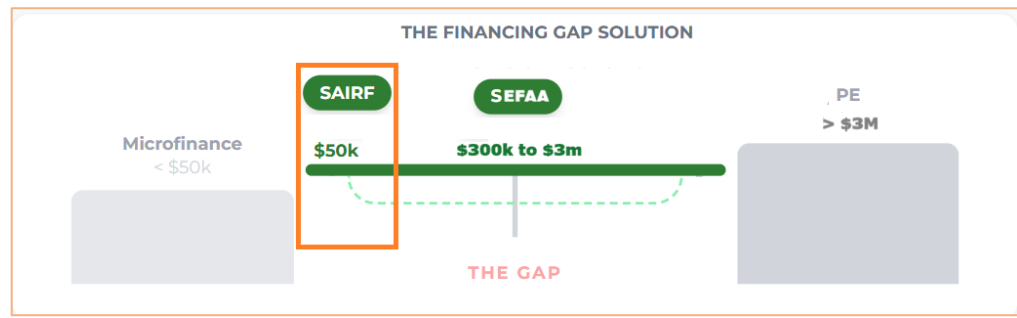 THE FINANCING GAP SOLUTION
SAIRF
SEFAA
PE
> $3M
Microfinance
< $50k
$50k
$300k to $3m
THE GAP